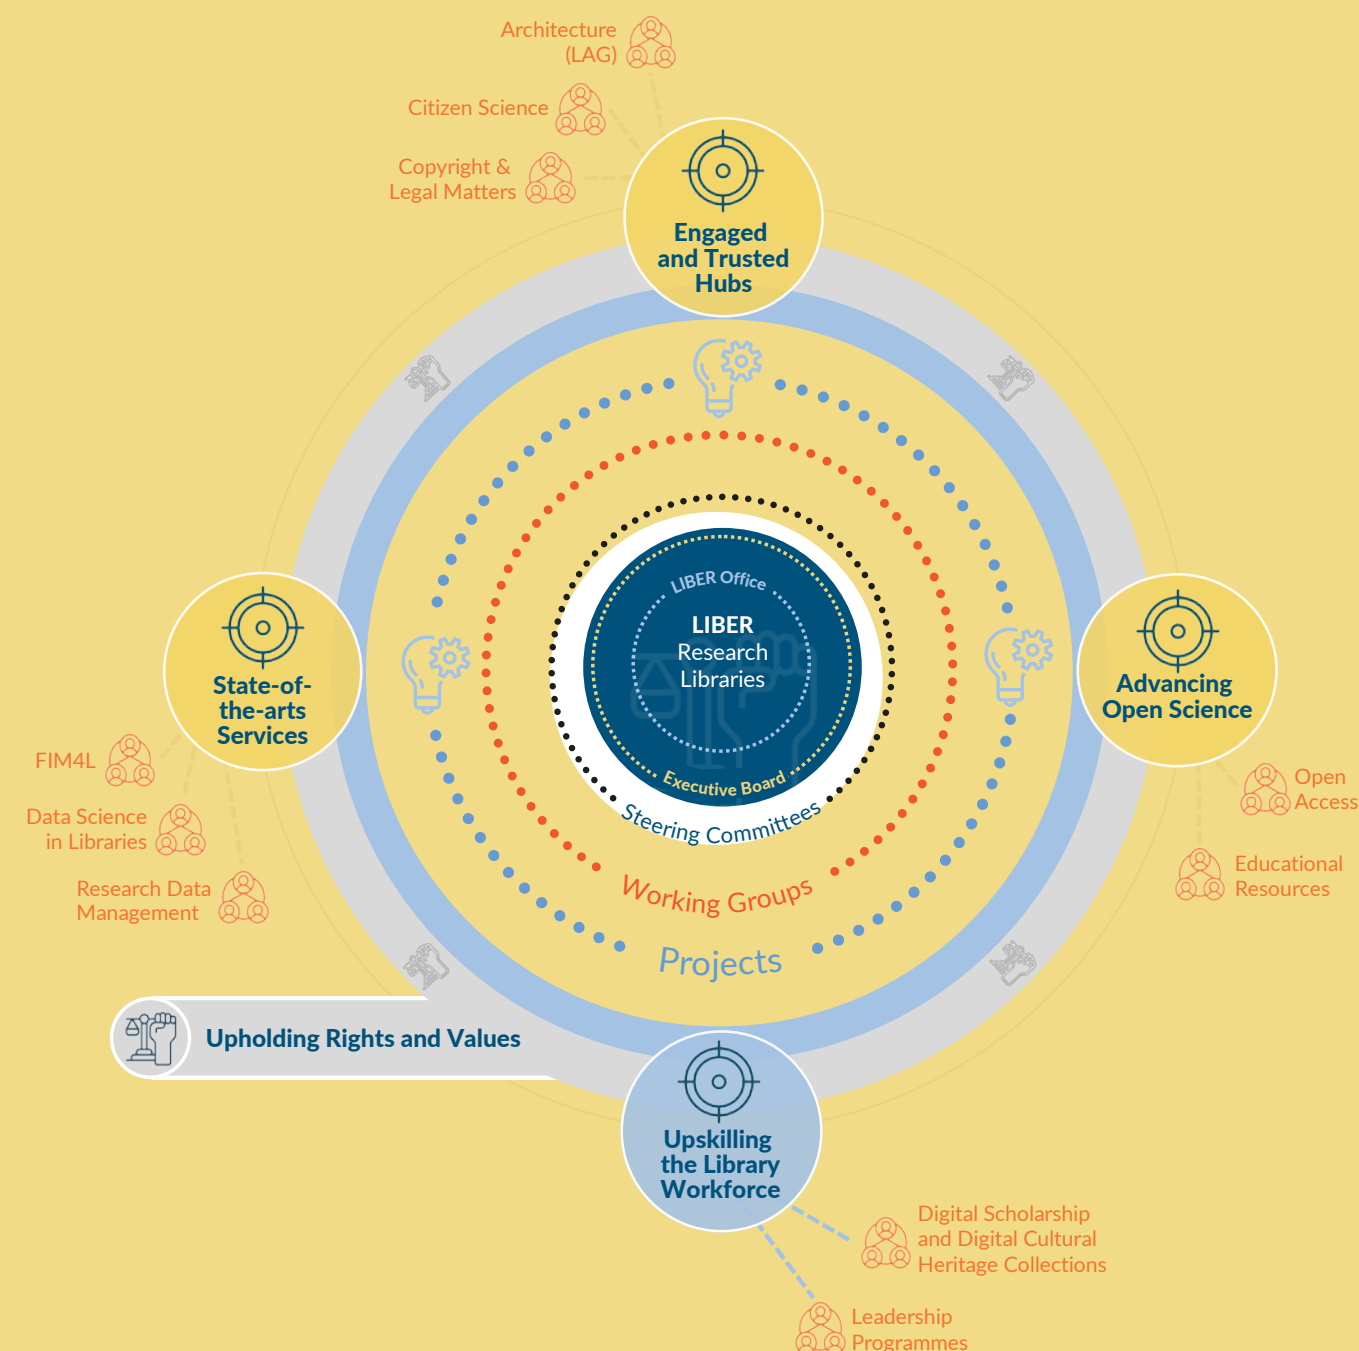 Architecture
(LAG)
Citizen Science
Copyright &
Legal Matters
Engaged
and Trusted
Hubs
LIBER Office
LIBER
Research
Libraries
Executive Board
Steering Committees
Working Groups
Projects
State-of-
the-arts
Services
FIM4L
Data Science
in Libraries
Research Data
Management
Advancing
Open Science
Open
Access
Educational
Resources
Upholding Rights and Values
Upskilling
the Library
Workforce
Digital Scholarship
and Digital Cultural
Heritage Collections
Leadership
Programmes